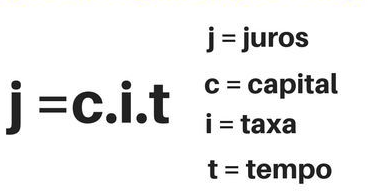 j =c.i.t
j = juros
c = capital
i = taxa
t = tempo